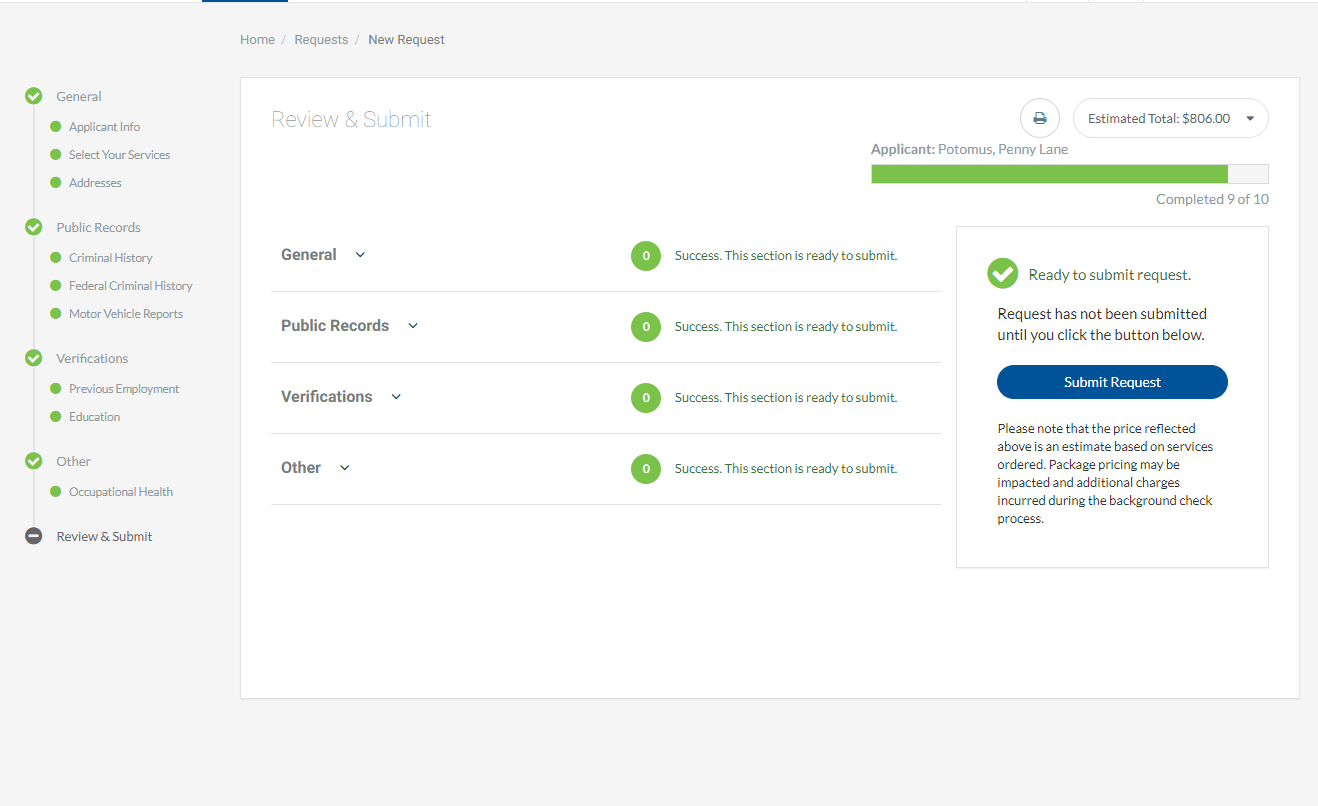 Home / Requests / New Request
General
Applicant Info
Select Your Services
Addresses
Public Records
Criminal History
Federal Criminal History
Motor Vehicle Reports
Verifications
Previous Employment
Education
Other
Occupational Health
Review & Submit
Review & Submit
Estimated Total: $806.00
Applicant: Potomus, Penny Lane
Completed 9 of 10
General
0 Success. This section is ready to submit.
Public Records
0 Success. This section is ready to submit.
Verifications
0 Success. This section is ready to submit.
Other
0 Success. This section is ready to submit.
Ready to submit request.
Request has not been submitted
until you click the button below.
Submit Request
Please note that the price reflected
above is an estimate based on services
ordered. Package pricing may be
impacted and additional charges
incurred during the background check
process.